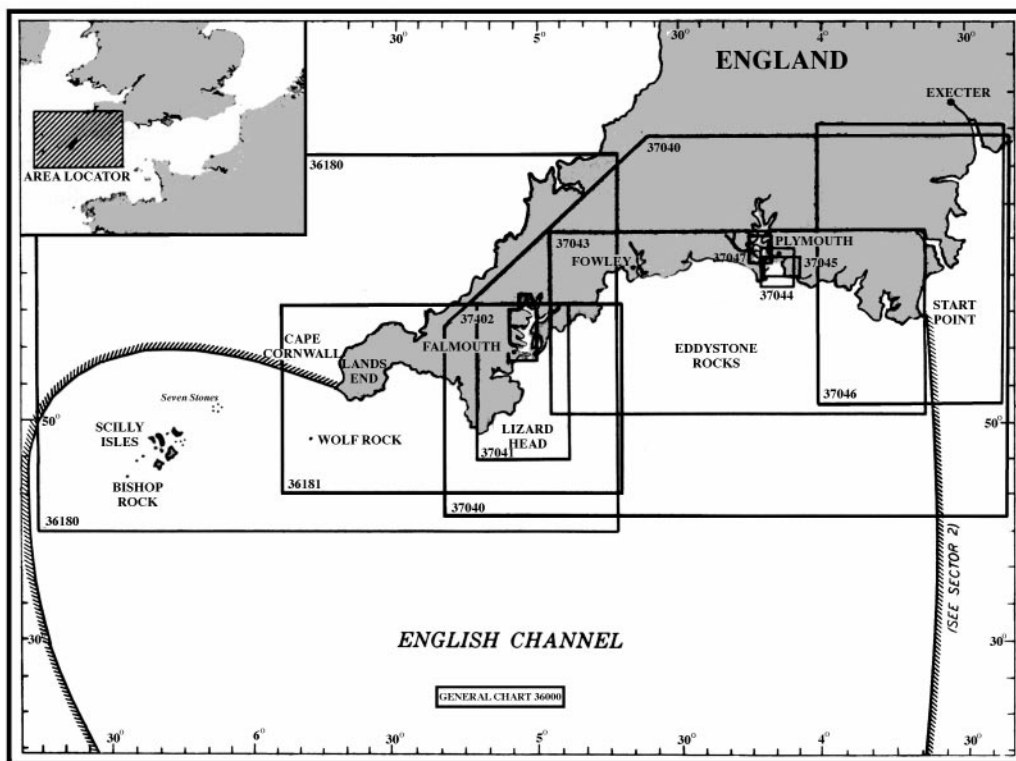 30°
5°
30°
4°
30°
ENGLAND
EXECTER
AREA LOCATOR
36180
37040
37043
FOWLEY
37047
PLYMOUTH
37045
37044
START
POINT
37402
CAPE
CORNWALL
FALMOUTH
LANDS
END
EDDYSTONE
ROCKS
37046
Seven Stones
50°
50°
SCILLY
ISLES
WOLF ROCK
LIZARD
HEAD
37041
BISHOP
ROCK
36181
37040
36180
(SEE SECTOR 2)
30°
ENGLISH CHANNEL
30°
GENERAL CHART 36000
30°
6°
30°
5°
30°
4°
30°